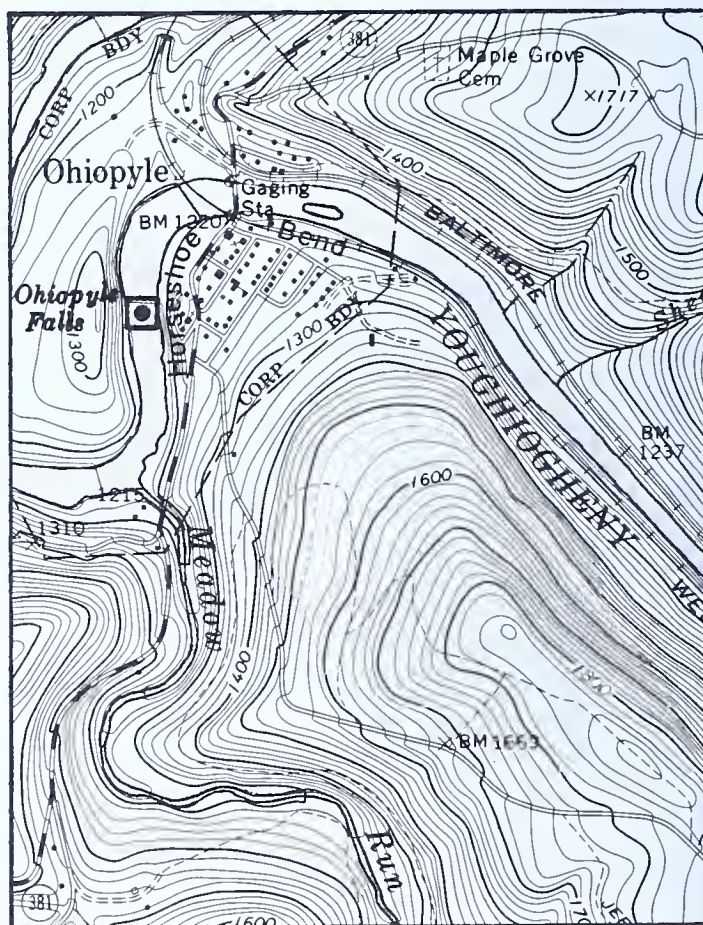 381
Maple Grove
Cem
BDY
CORP
1200
×1717
1400
Ohiopyle
Gaging
Sta
BM 1220
Horseshoe Bend
BALTIMORE
1500
Ohiopyle
Falls
1300
1300
CORP BDY
YOUGHIOGHENY
BM
1237
1600
1215
1310
Meadow
1400
1800
BM 1653
Run
381
1600